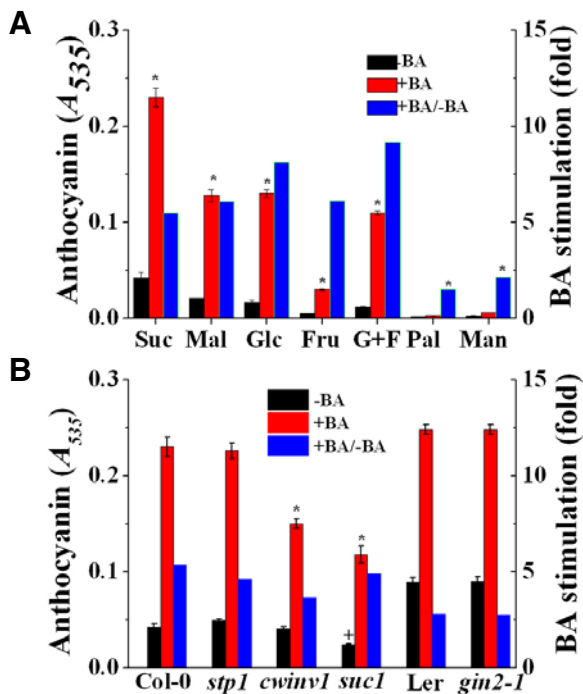 A
Anthocyanin (A535)
0.3
0.2
0.1
0.0
-BA
+BA
+BA/-BA
*
*
*
*
*
*
*
15
10
5
0
BA stimulation (fold)
Suc Mal Glc Fru G+F Pal Man
B
Anthocyanin (A535)
0.3
0.2
0.1
0.0
-BA
+BA
+BA/-BA
*
*
+
15
10
5
0
BA stimulation (fold)
Col-0 stp1 cwinv1 suc1 Ler gin2-1